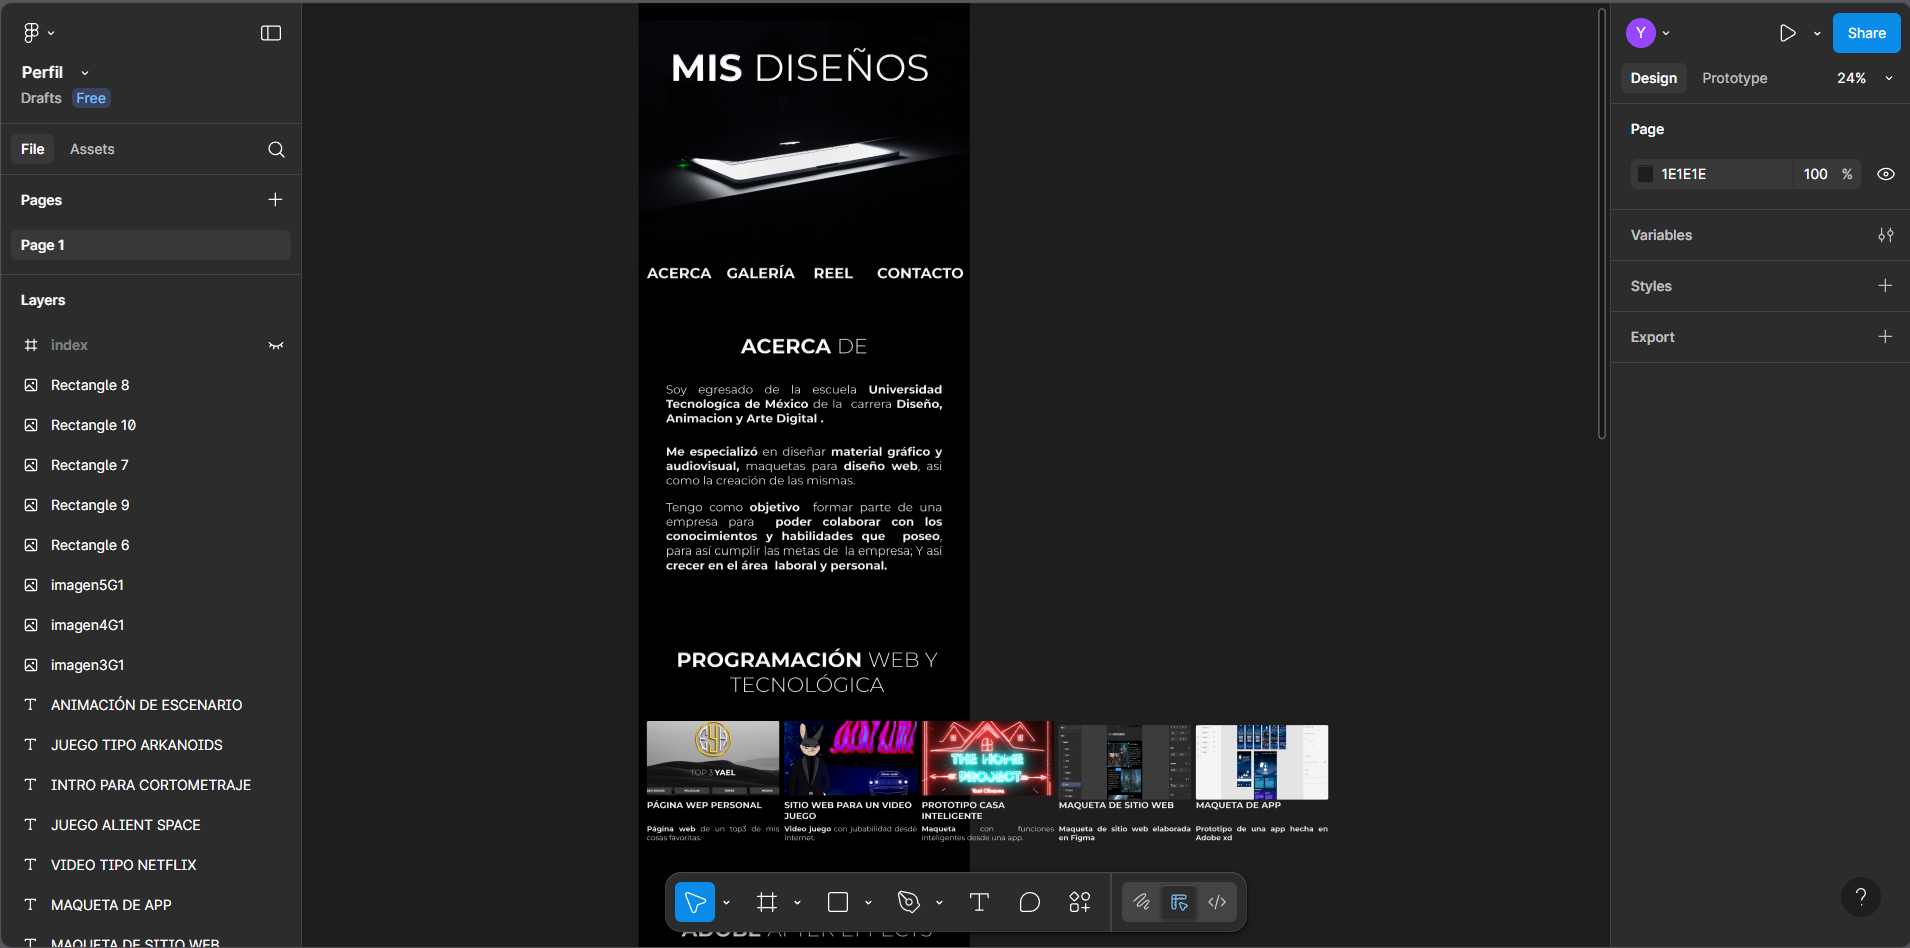 Perfil
Drafts Free
File Assets
Pages
Page 1
Layers
index
Rectangle 8
Rectangle 10
Rectangle 7
Rectangle 9
Rectangle 6
imagen5G1
imagen4G1
imagen3G1
ANIMACIÓN DE ESCENARIO
JUEGO TIPO ARKANOIDS
INTRO PARA CORTOMETRAJE
JUEGO ALIENT SPACE
VIDEO TIPO NETFLIX
MAQUETA DE APP
MAQUETA DE SITIO WEB
MIS DISEÑOS
ACERCA GALERÍA REEL CONTACTO
ACERCA DE
Soy egresado de la escuela Universidad
Tecnologíca de México de la carrera Diseño,
Animacion y Arte Digital .
Me especializó en diseñar material gráfico y
audiovisual, maquetas para diseño web, asi
como la creación de las mismas.
Tengo como objetivo formar parte de una
empresa para poder colaborar con los
conocimientos y habilidades que poseo,
para así cumplir las metas de la empresa; Y así
crecer en el área laboral y personal.
PROGRAMACIÓN WEB Y
TECNOLÓGICA
TOP 3 YAEL
THE HOME
PROJECT
PÁGINA WEP PERSONAL
Página web de un top3 de mis
cosas favoritas.
SITIO WEB PARA UN VIDEO
JUEGO
Video juego con jubabilidad desde
internet.
PROTOTIPO CASA
INTELIGENTE
Maqueta con funciones
inteligentes desde una app.
MAQUETA DE SITIO WEB
Maqueta de sitio web elaborada
en Figma
MAQUETA DE APP
Prototipo de una app hecha en
Adobe xd
ADOBE AFTER EFFECTS
Y
Share
Design Prototype 24%
Page
1E1E1E 100 %
Variables
Styles
Export
?